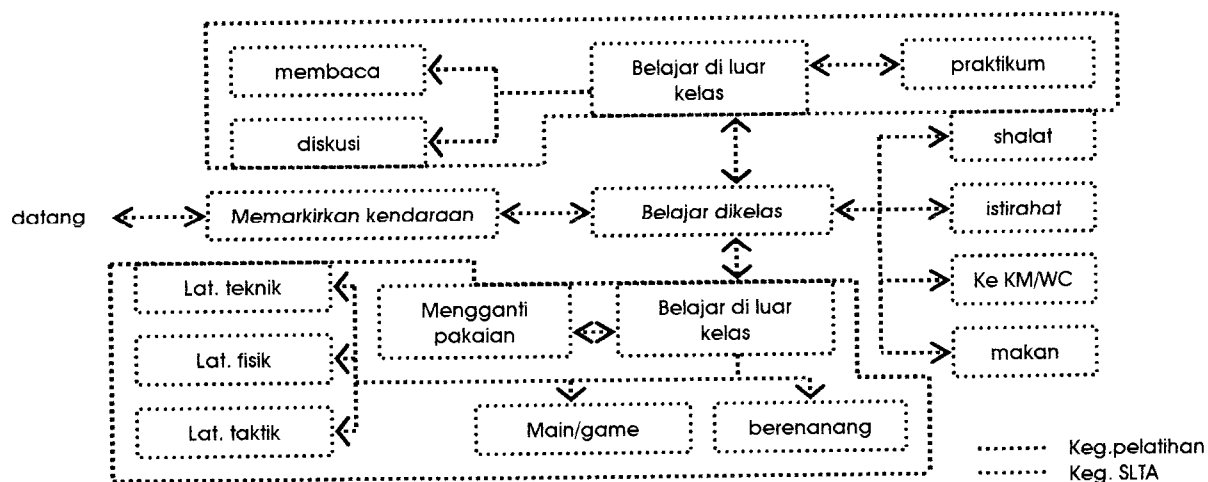 membaca
Belajar di luar
kelas
praktikum
diskusi
shalat
datang
Memarkirkan kendaraan
Belajar dikelas
istirahat
Lat. teknik
Mengganti
pakaian
Belajar di luar
kelas
Ke KM/WC
Lat. fisik
makan
Lat. taktik
Main/game
berenanang
Keg.pelatihan
Keg. SLTA